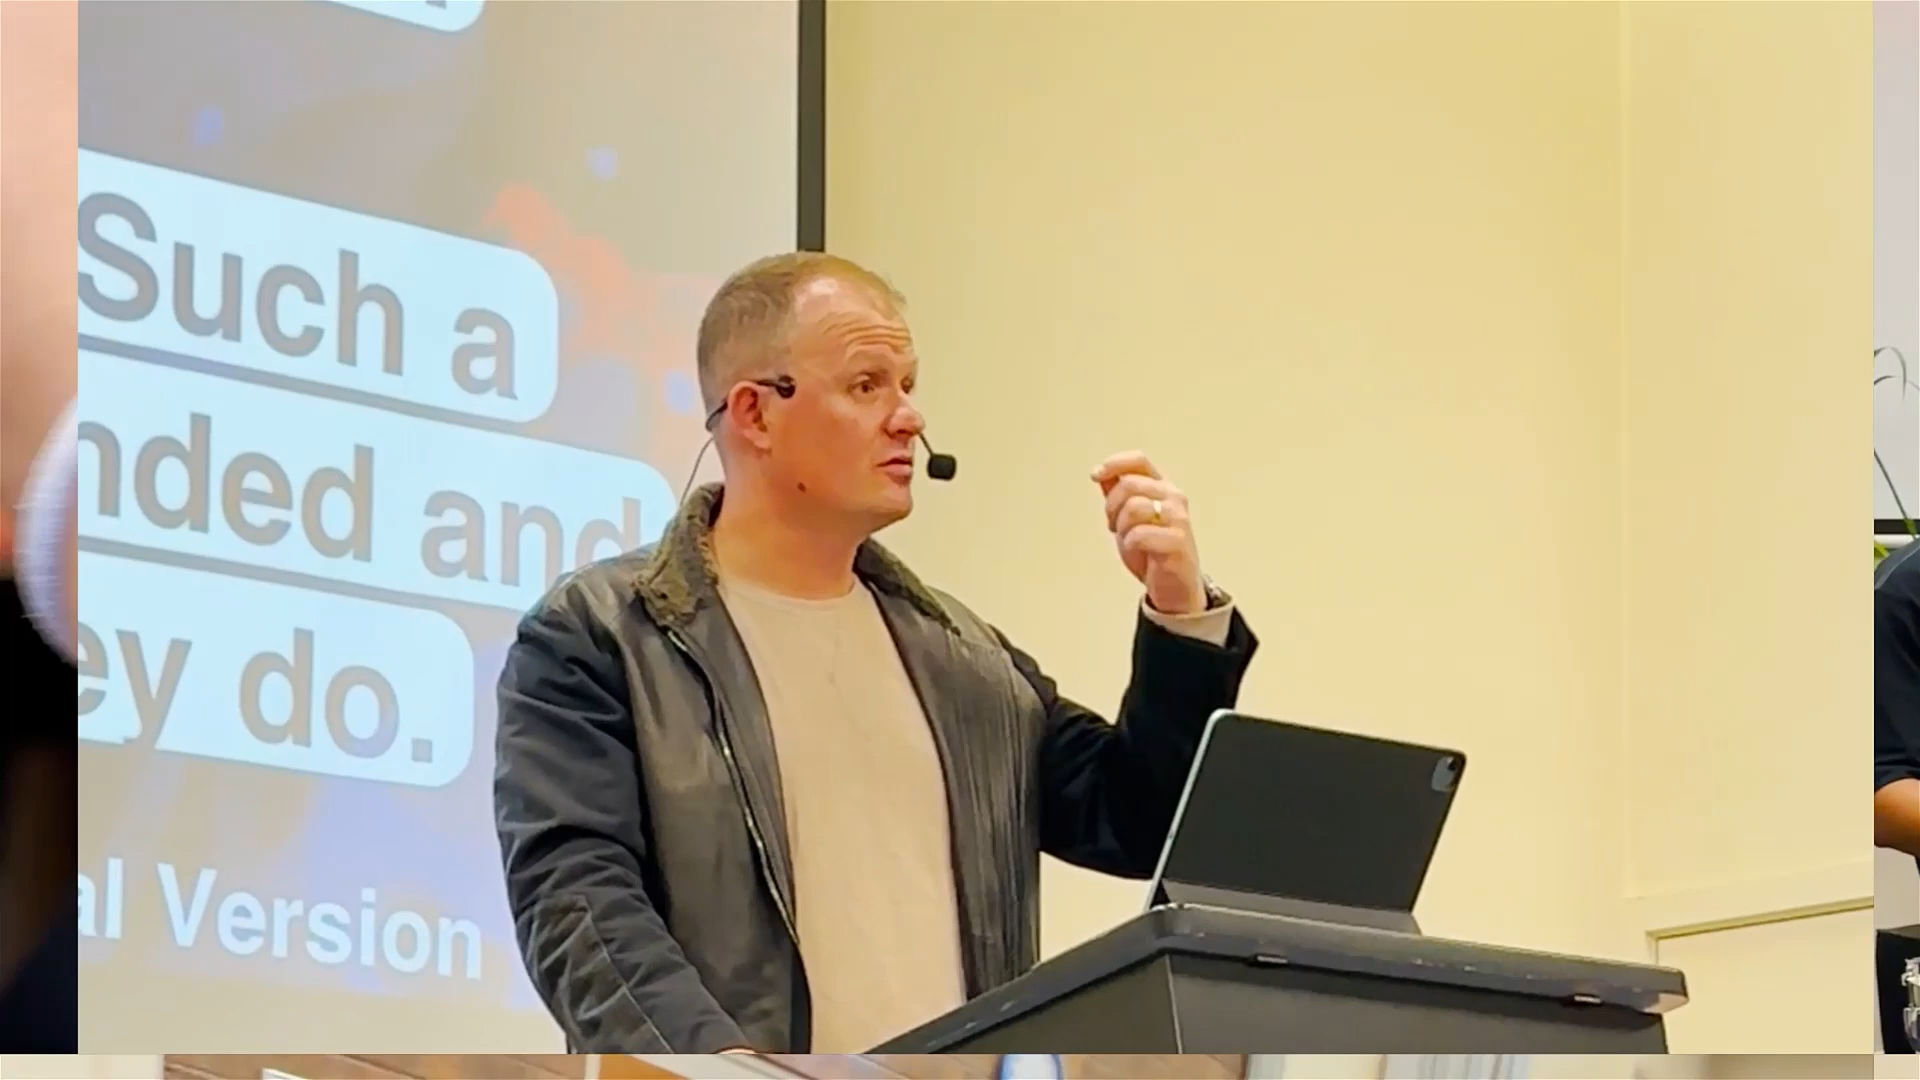 Such a
nded and
ey do.
al Version